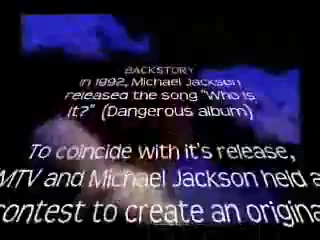 BACKSTORY
In 1992, Michael Jackson
released the song "Who Is
It?" (Dangerous album)
To coincide with it's release,
MTV and Michael Jackson held a
contest to create an origina